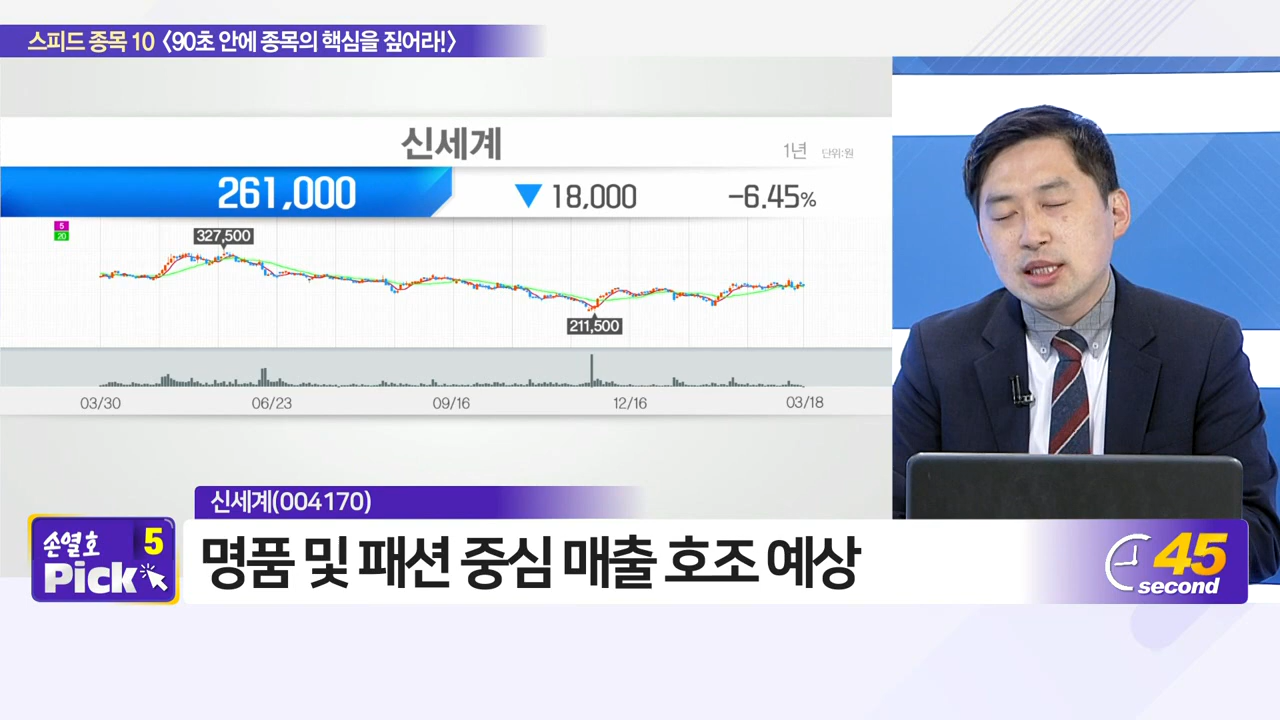 스피드 종목 10 <90초 안에 종목의 핵심을 짚어라!>
신세계
1년 단위:원
261,000 ▼ 18,000 -6.45%
5
20
327,500
211,500
03/30 06/23 09/16 12/16 03/18
신세계(004170)
손열호 5
Pick
명품 및 패션 중심 매출 호조 예상
45
second